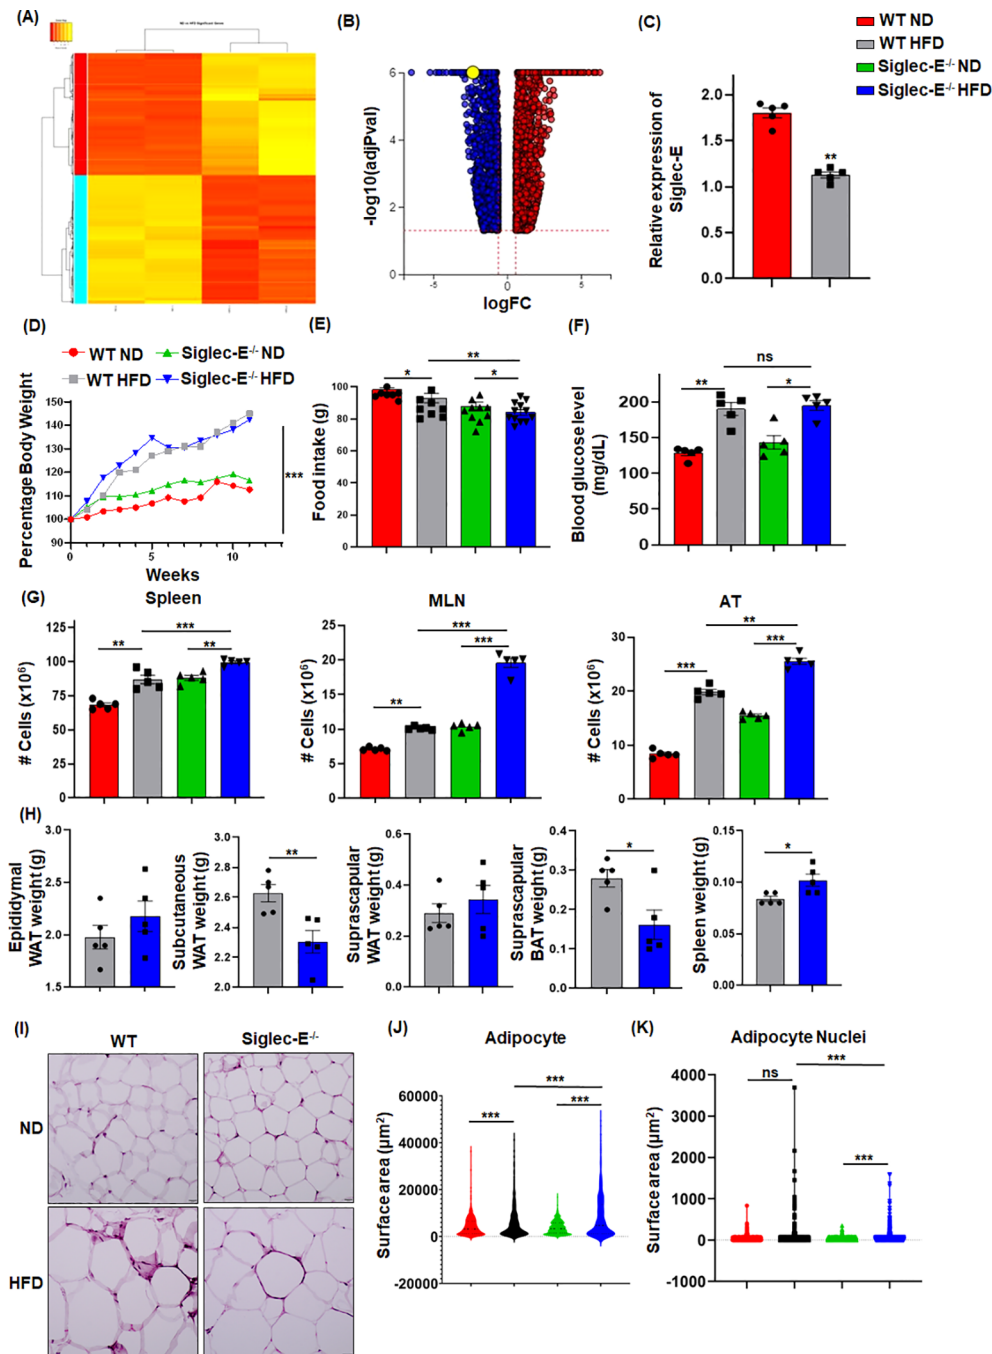 (A)
ND vs HFD Significant Genes
(B)
-log10(adjPval)
6
4
2
0
-5
0
5
logFC
(C)
Relative expression of
Siglec-E
2.0
1.5
1.0
0.5
0.0
**
WT ND
WT HFD
Siglec-E-/- ND
Siglec-E-/- HFD
(D)
WT ND
Siglec-E-/- ND
WT HFD
Siglec-E-/- HFD
Percentage Body Weight
150
140
130
120
110
100
90
0
5
10
Weeks
***
(E)
Food intake (g)
100
80
60
40
20
0
**
*
*
(F)
Blood glucose level
(mg/dL)
200
150
100
50
0
ns
**
*
(G)
Spleen
# Cells (x10⁶)
125
100
75
50
25
0
***
**
**
MLN
# Cells (x10⁶)
25
20
15
10
5
0
***
***
**
AT
# Cells (x10⁶)
30
20
10
0
**
***
***
(H)
Epididymal
WAT weight (g)
3.0
2.5
2.0
1.5
Subcutaneous
WAT weight (g)
3.0
2.8
2.6
2.4
2.2
2.0
**
Suprascapular
WAT weight (g)
0.6
0.4
0.2
0.0
Suprascapular
BAT weight (g)
0.4
0.3
0.2
0.1
0.0
*
Spleen weight (g)
0.15
0.10
0.05
0.00
*
(I)
WT
Siglec-E-/-
ND
HFD
(J)
Adipocyte
Surface area (µm²)
60000
40000
20000
0
-20000
***
***
***
(K)
Adipocyte Nuclei
Surface area (µm²)
4000
3000
2000
1000
0
-1000
***
ns
***